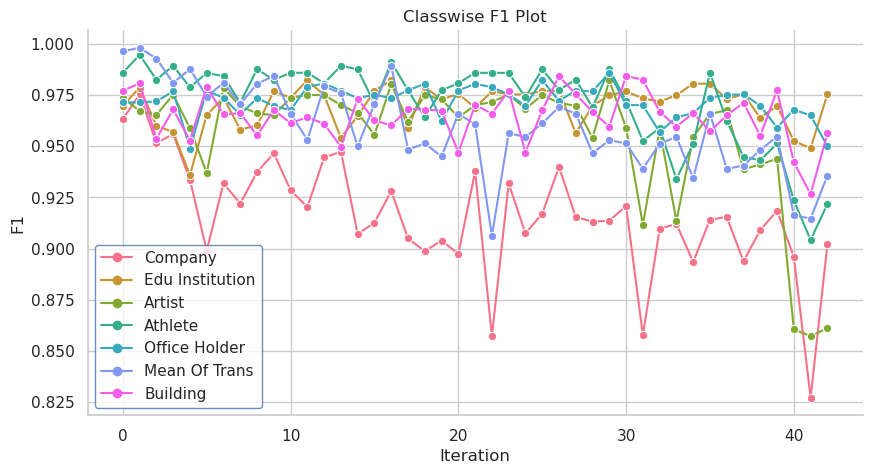 Classwise F1 Plot
1.000
0.975
0.950
0.925
0.900
0.875
0.850
0.825
F1
Company
Edu Institution
Artist
Athlete
Office Holder
Mean Of Trans
Building
0 10 20 30 40
Iteration